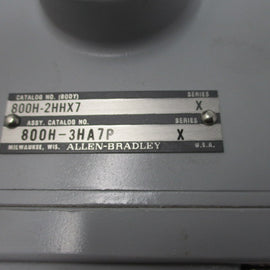 CATALOG NO. (BODY) SERIES
800H-2HHX7 X
ASSY. CATALOG NO. SERIES
800H-3HA7P X
MILWAUKEE, WIS. ALLEN-BRADLEY U.S.A.